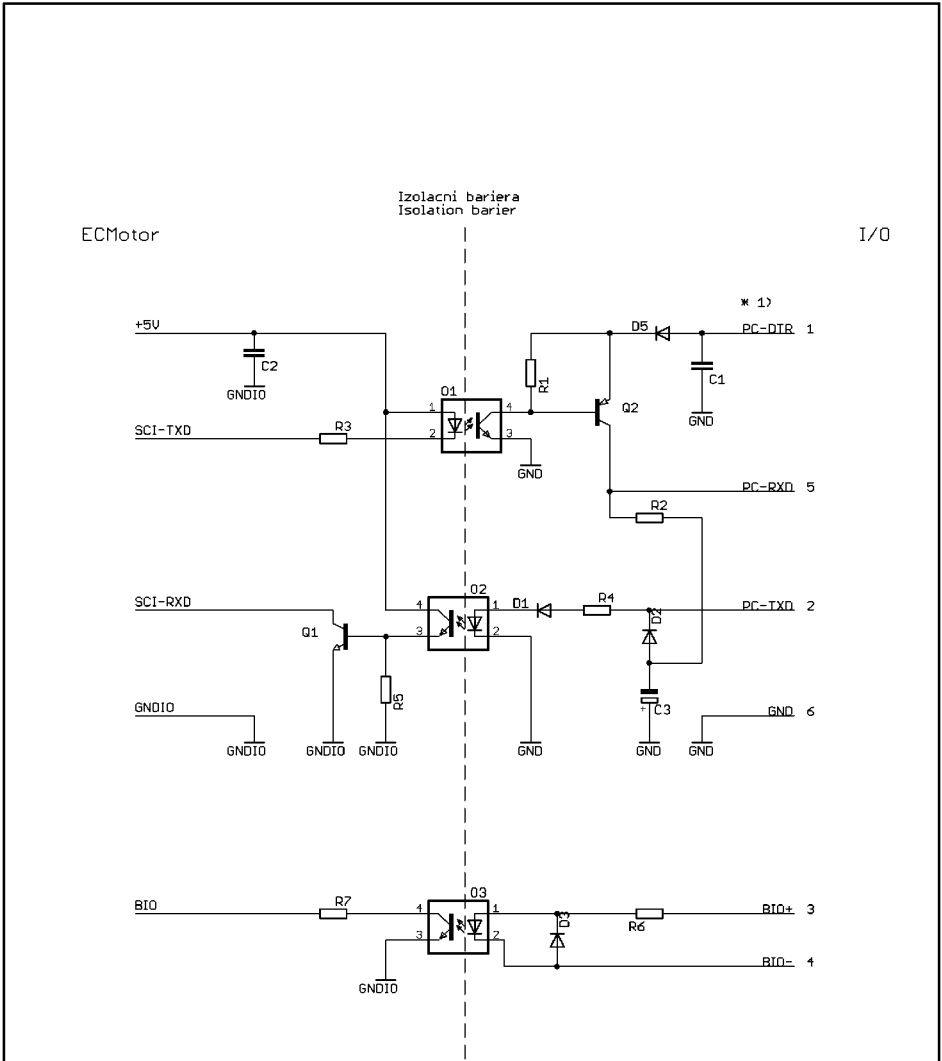 Izolacni bariera
Isolation barier
ECMotor
I/O
* 1)
+5V
D5
PC-DTR 1
C2
GNDIO
R1
C1
O1
Q2
1
4
GND
SCI-TXD
R3
2
3
GND
PC-RXD 5
R2
SCI-RXD
O2
4
1
D1
R4
D2
PC-TXD 2
Q1
3
2
R5
C3
+
GNDIO
GND 6
GNDIO
GNDIO
GNDIO
GND
GND
GND
O3
BIO
R7
4
1
D3
R6
BIO+ 3
3
2
BIO- 4
GNDIO